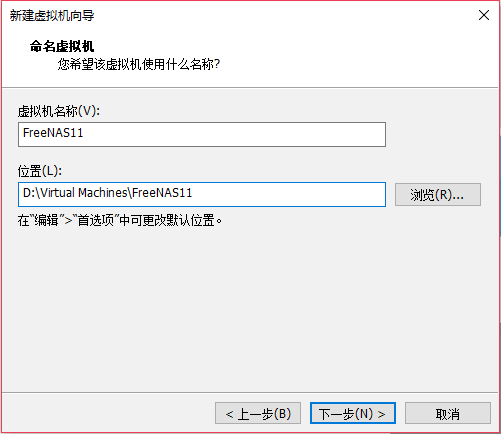 新建虚拟机向导
命名虚拟机
您希望该虚拟机使用什么名称?
虚拟机名称(V):
FreeNAS11
位置(L):
D:\Virtual Machines\FreeNAS11
浏览(R)...
在“编辑”>“首选项”中可更改默认位置。
< 上一步(B)
下一步(N) >
取消